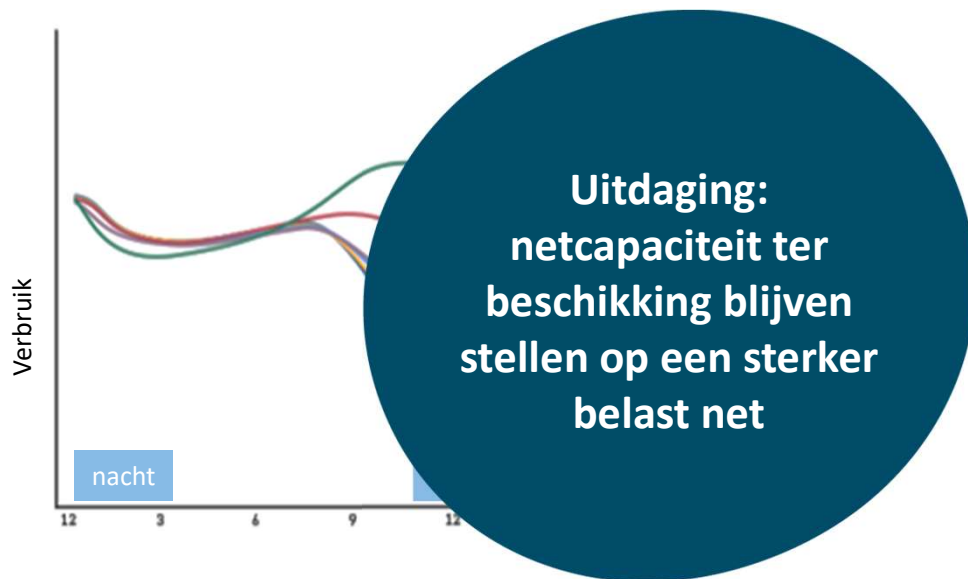 Uitdaging:
netcapaciteit ter
beschikking blijven
stellen op een sterker
belast net
Verbruik
nacht
12 3 6 9 12